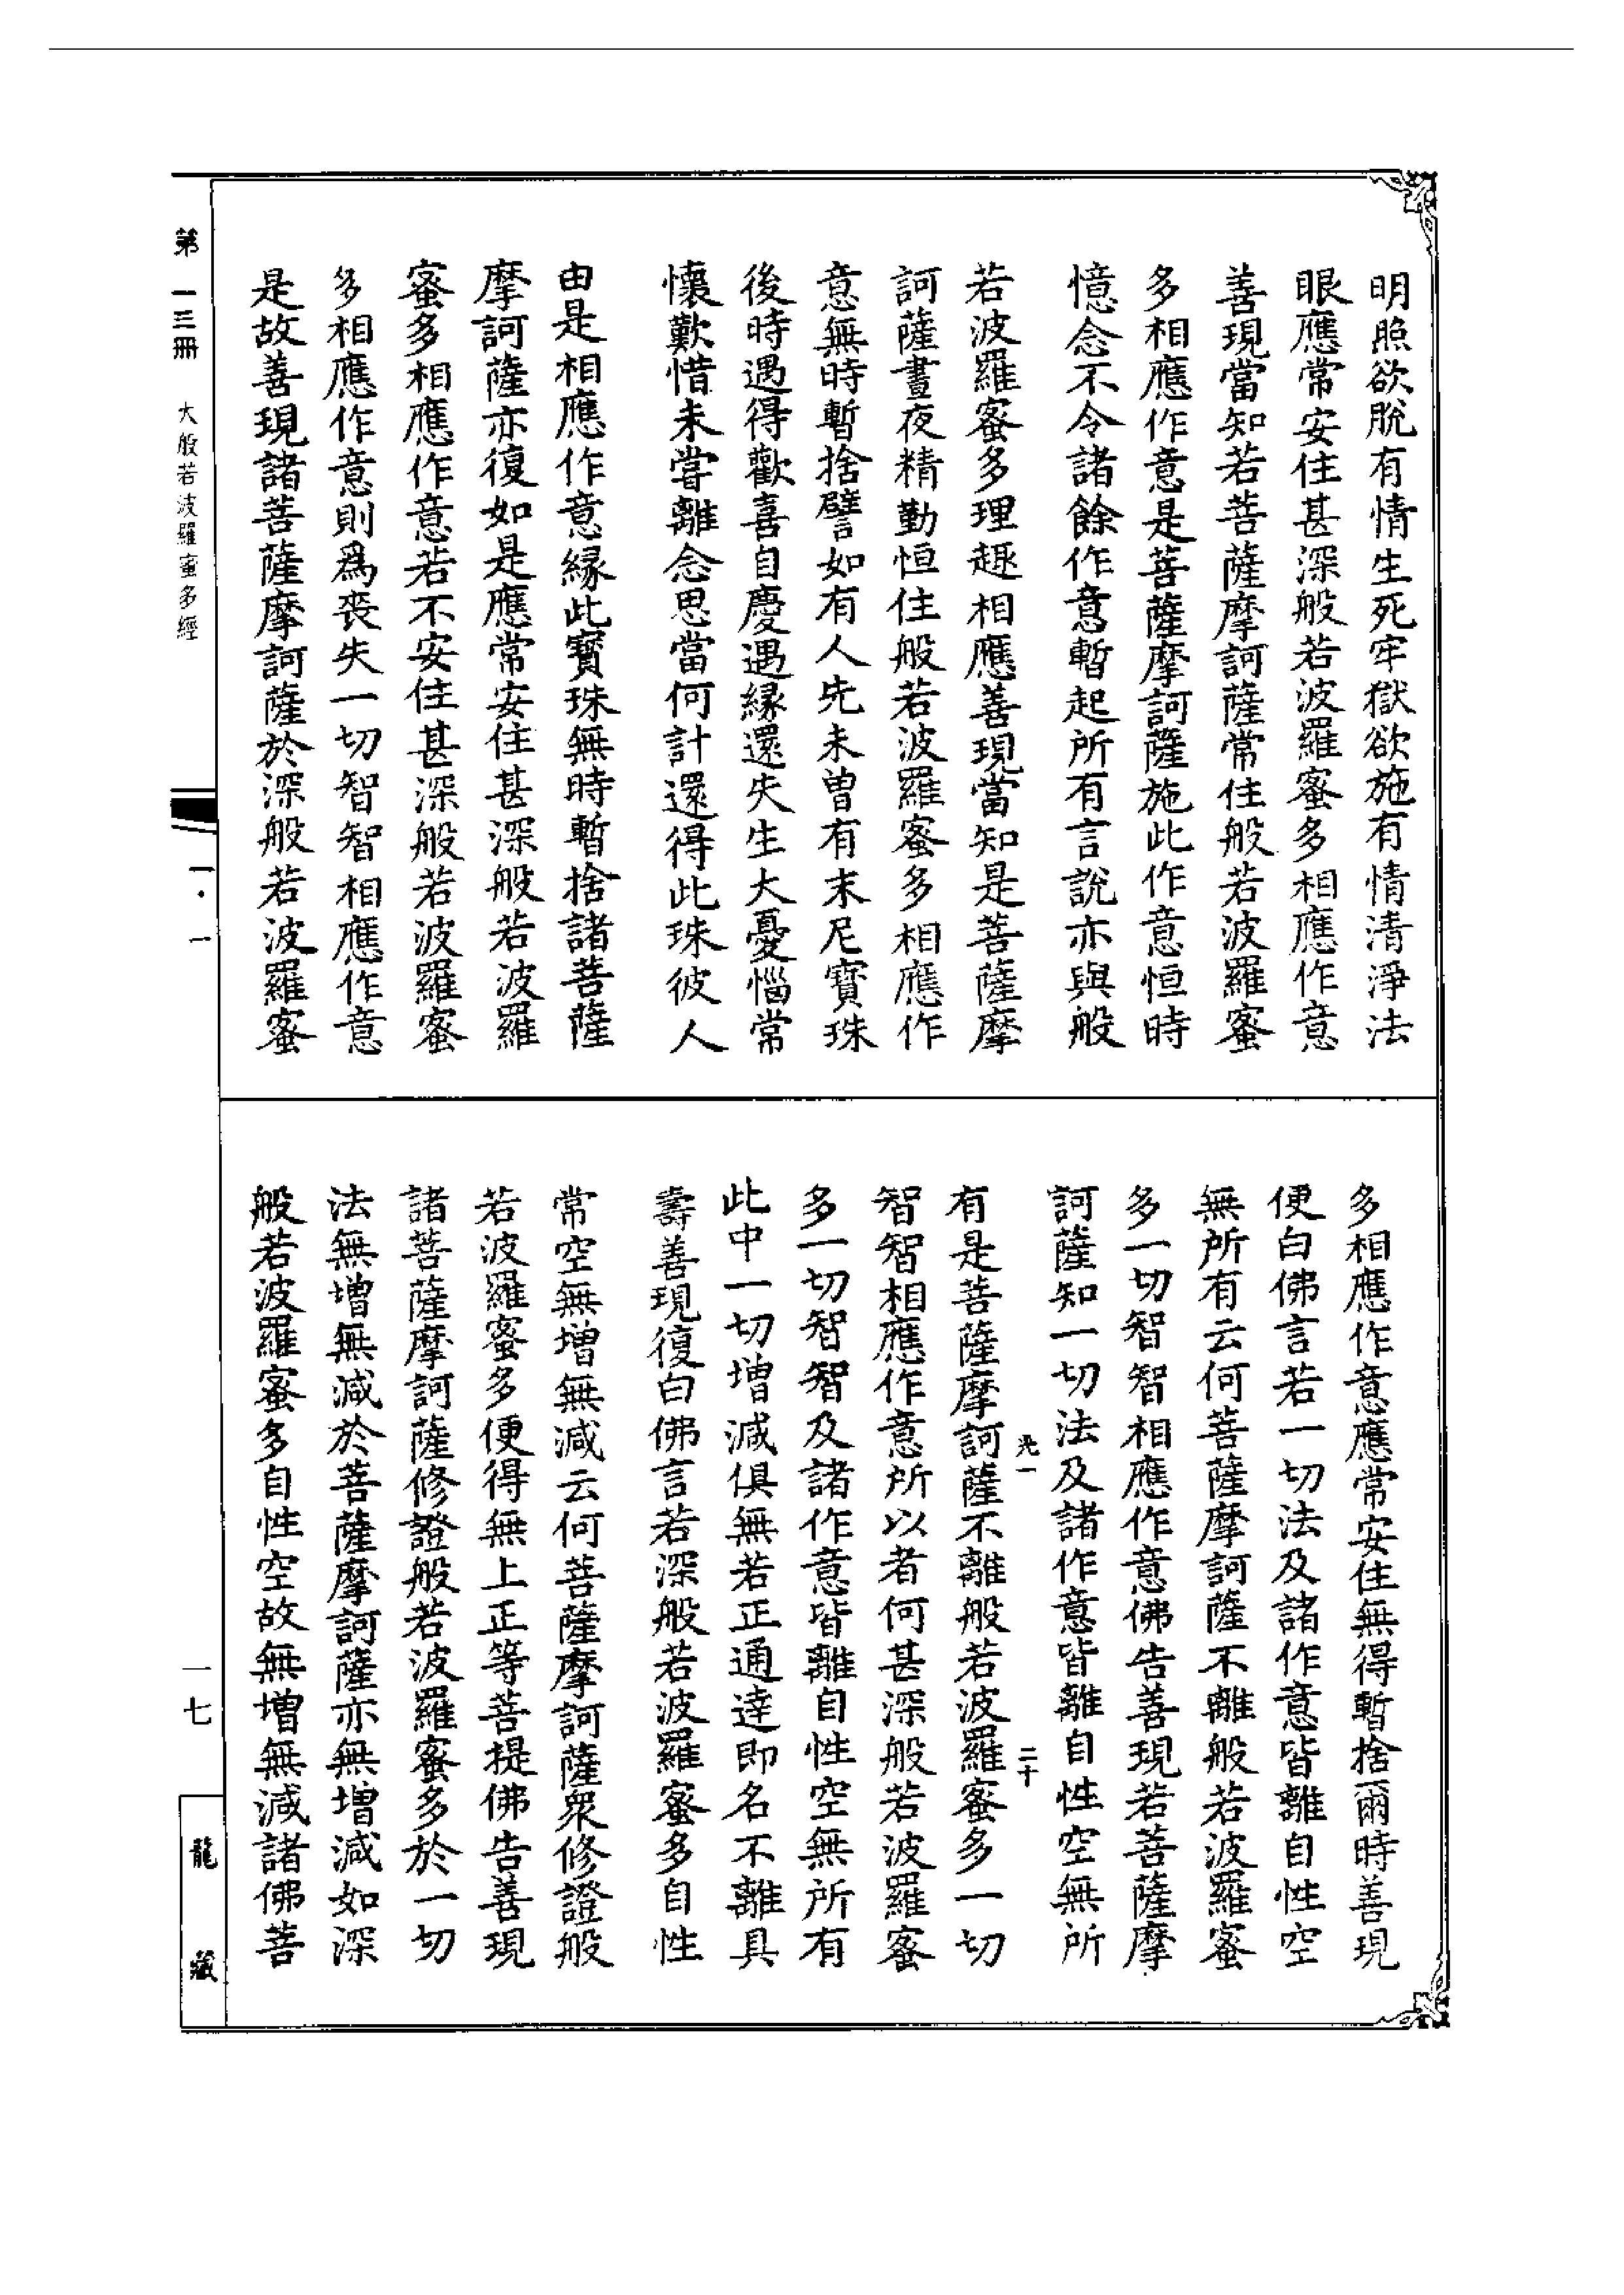 明照欲脫有情生死牢獄欲施有情清淨法
眼應常安住甚深般若波羅蜜多相應作意
善現當知若菩薩摩訶薩常住般若波羅蜜
多相應作意是菩薩摩訶薩施此作意恒時
憶念不令諸餘作意暫起所有言說亦與般
若波羅蜜多理趣相應善現當知是菩薩摩
訶薩晝夜精勤恒住般若波羅蜜多相應作
意無時暫捨譬如有人先未曾有末尼寶珠
後時遇得歡喜自慶遇緣還失生大憂惱常
懷歎惜未嘗離念思當何計還得此珠彼人
由是相應作意緣此寶珠無時暫捨諸菩薩
摩訶薩亦復如是應常安住甚深般若波羅
蜜多相應作意若不安住甚深般若波羅蜜
多相應作意則爲喪失一切智智相應作意
是故善現諸菩薩摩訶薩於深般若波羅蜜
多相應作意應常安住無得暫捨爾時善現
便白佛言若一切法及諸作意皆離自性空
無所有云何菩薩摩訶薩不離般若波羅蜜
多一切智智相應作意佛告善現若菩薩摩
訶薩知一切法及諸作意皆離自性空無所
光一 二十
有是菩薩摩訶薩不離般若波羅蜜多一切
智智相應作意所以者何甚深般若波羅蜜
多一切智智及諸作意皆離自性空無所有
此中一切增減俱無若正通達即名不離具
壽善現復白佛言若深般若波羅蜜多自性
常空無增無減云何菩薩摩訶薩衆修證般
若波羅蜜多便得無上正等菩提佛告善現
諸菩薩摩訶薩修證般若波羅蜜多於一切
法無增無減於菩薩摩訶薩亦無增減如深
般若波羅蜜多自性空故無增無減諸佛菩
第一三冊 大般若波羅蜜多經 一·一 一七 龍藏